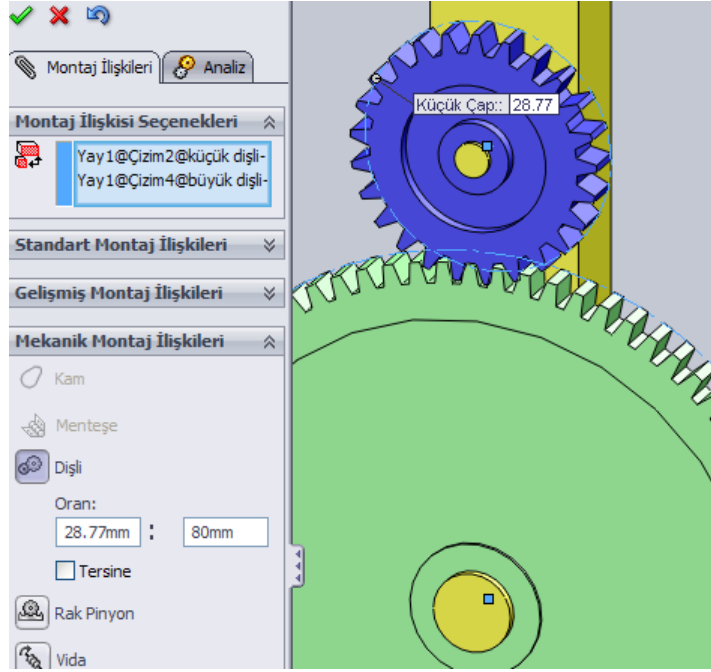 Montaj İlişkileri
Analiz
Montaj İlişkisi Seçenekleri
Yay1@Çizim2@küçük dişli-
Yay1@Çizim4@büyük dişli-
Standart Montaj İlişkileri
Gelişmiş Montaj İlişkileri
Mekanik Montaj İlişkileri
Kam
Menteşe
Dişli
Oran:
28.77mm : 80mm
Tersine
Rak Pinyon
Vida
Küçük Çap:: 28.77